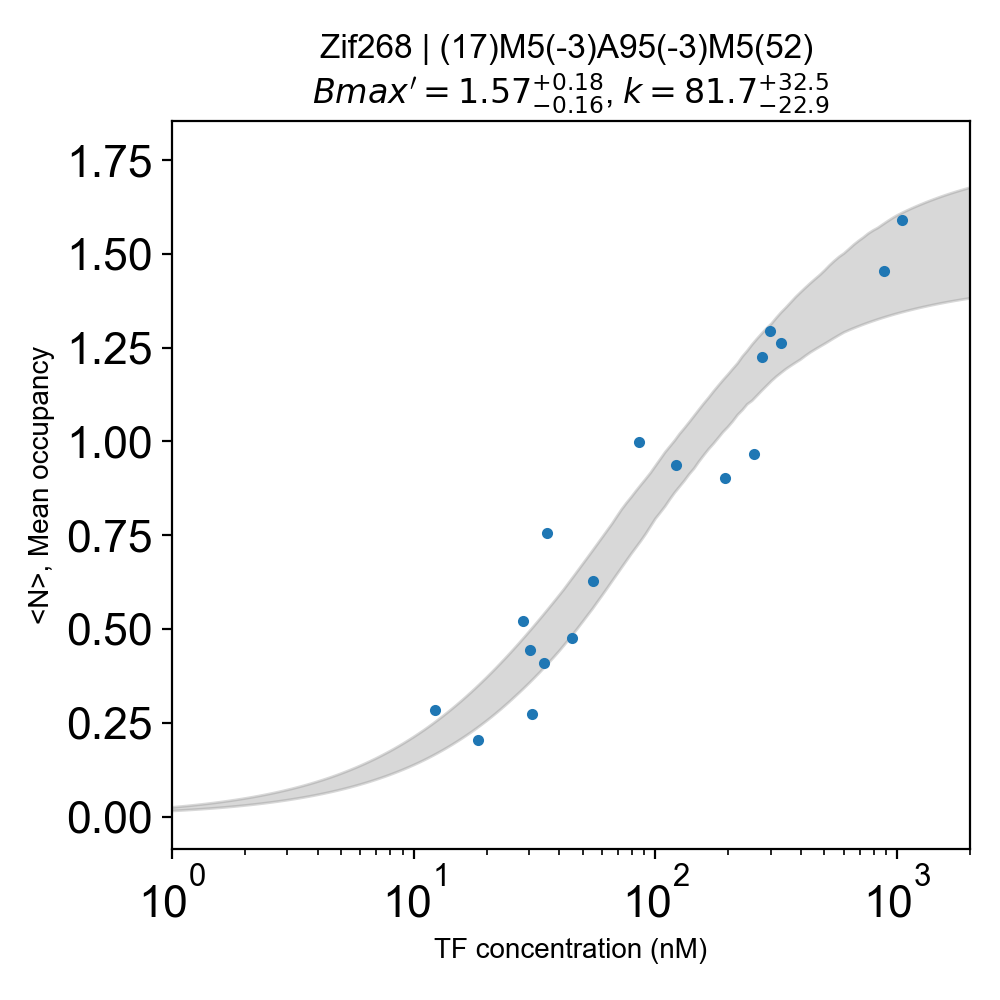 Zif268 | (17)M5(-3)A95(-3)M5(52)
Bmax′ = 1.57 +0.18 −0.16, k = 81.7 +32.5 −22.9
1.75
1.50
1.25
1.00
0.75
0.50
0.25
0.00
<N>, Mean occupancy
10^0 10^1 10^2 10^3
TF concentration (nM)